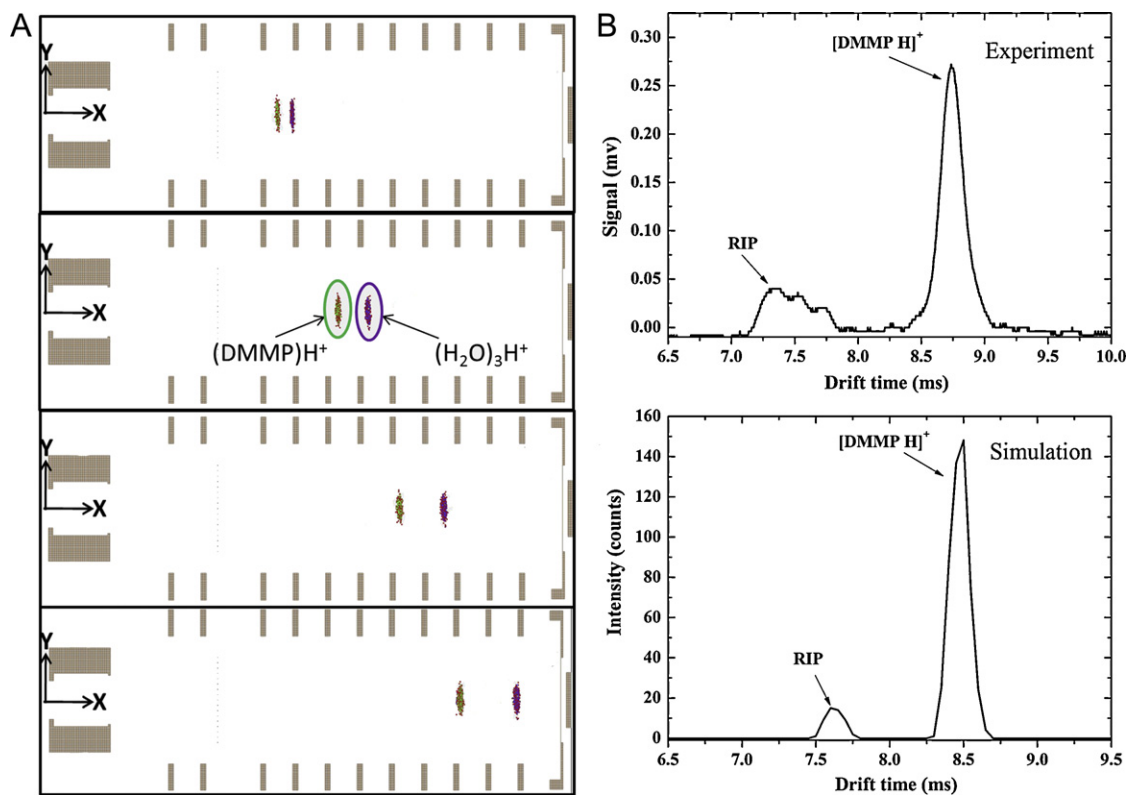 A
Y
X
Y
X
(DMMP)H⁺
(H₂O)₃H⁺
Y
X
Y
X
B
0.30
0.25
0.20
0.15
0.10
0.05
0.00
Signal (mv)
[DMMP H]⁺
Experiment
RIP
6.5 7.0 7.5 8.0 8.5 9.0 9.5 10.0
Drift time (ms)
160
140
120
100
80
60
40
20
0
Intensity (counts)
[DMMP H]⁺
Simulation
RIP
6.5 7.0 7.5 8.0 8.5 9.0 9.5
Drift time (ms)